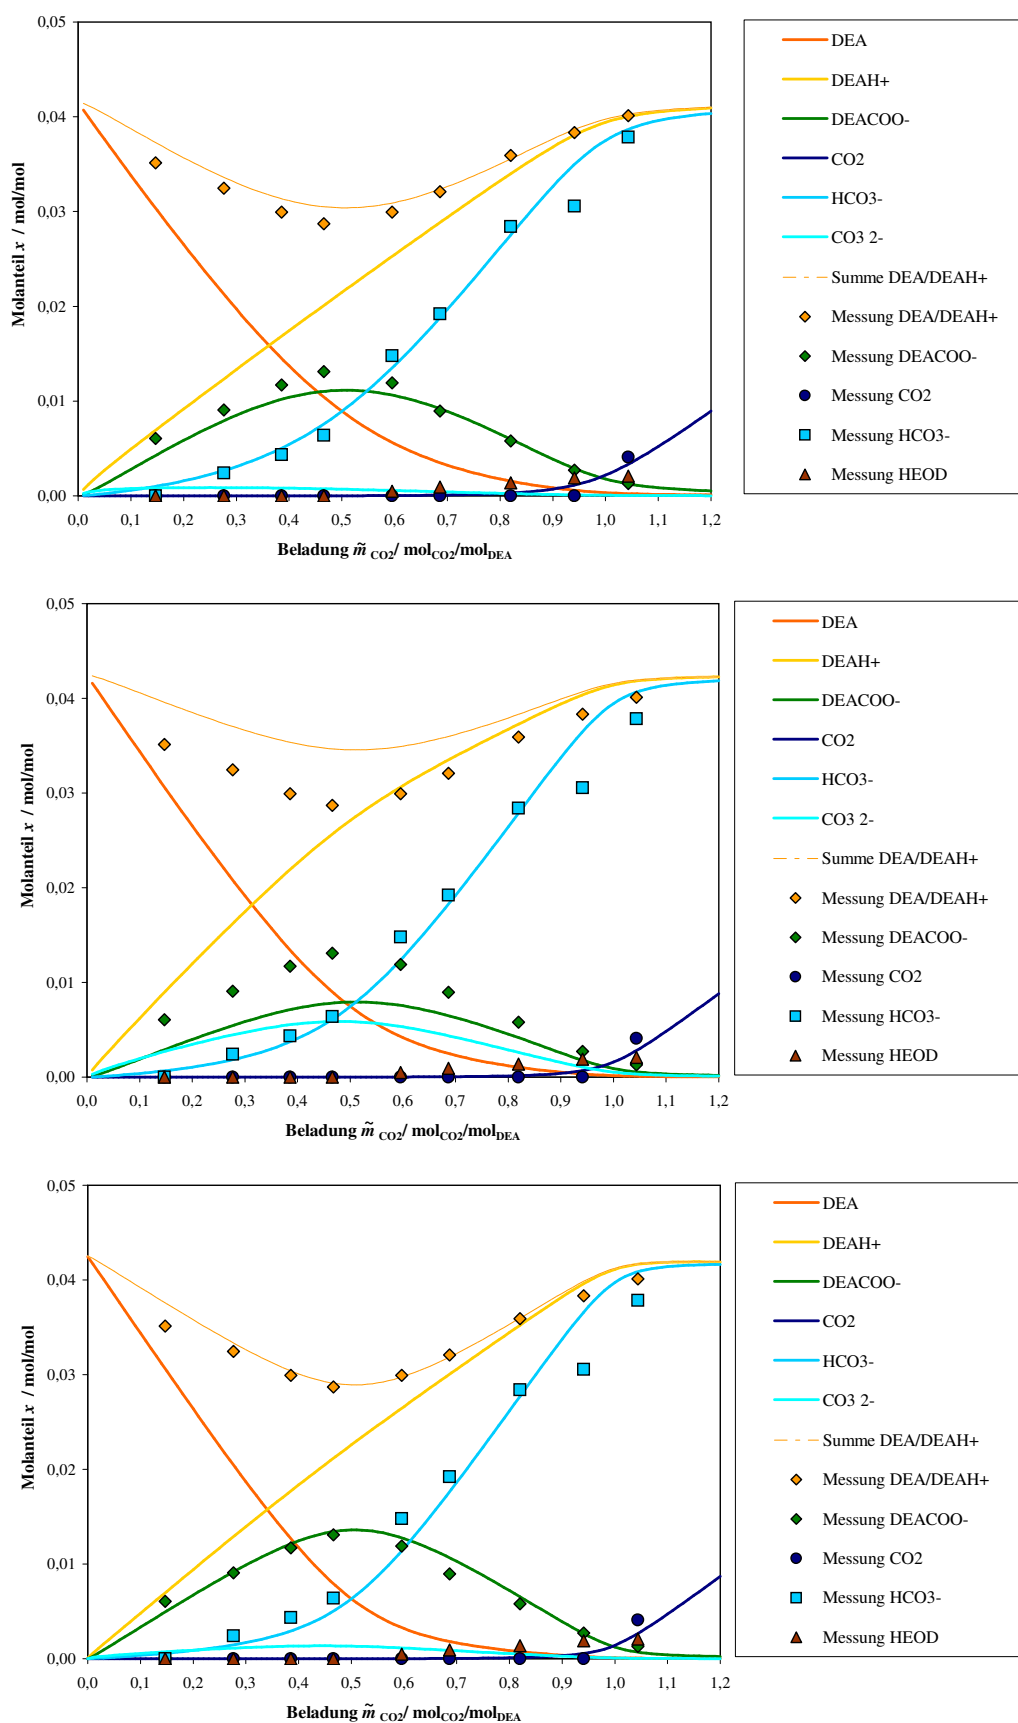 0,05
0,04
0,03
0,02
0,01
0,00
Molanteil x / mol/mol
0,0 0,1 0,2 0,3 0,4 0,5 0,6 0,7 0,8 0,9 1,0 1,1 1,2
Beladung m̃ CO2/ molCO2/molDEA
DEA
DEAH+
DEACOO-
CO2
HCO3-
CO3 2-
Summe DEA/DEAH+
Messung DEA/DEAH+
Messung DEACOO-
Messung CO2
Messung HCO3-
Messung HEOD
0,05
0,04
0,03
0,02
0,01
0,00
Molanteil x / mol/mol
0,0 0,1 0,2 0,3 0,4 0,5 0,6 0,7 0,8 0,9 1,0 1,1 1,2
Beladung m̃ CO2/ molCO2/molDEA
DEA
DEAH+
DEACOO-
CO2
HCO3-
CO3 2-
Summe DEA/DEAH+
Messung DEA/DEAH+
Messung DEACOO-
Messung CO2
Messung HCO3-
Messung HEOD
0,05
0,04
0,03
0,02
0,01
0,00
Molanteil x / mol/mol
0,0 0,1 0,2 0,3 0,4 0,5 0,6 0,7 0,8 0,9 1,0 1,1 1,2
Beladung m̃ CO2/ molCO2/molDEA
DEA
DEAH+
DEACOO-
CO2
HCO3-
CO3 2-
Summe DEA/DEAH+
Messung DEA/DEAH+
Messung DEACOO-
Messung CO2
Messung HCO3-
Messung HEOD